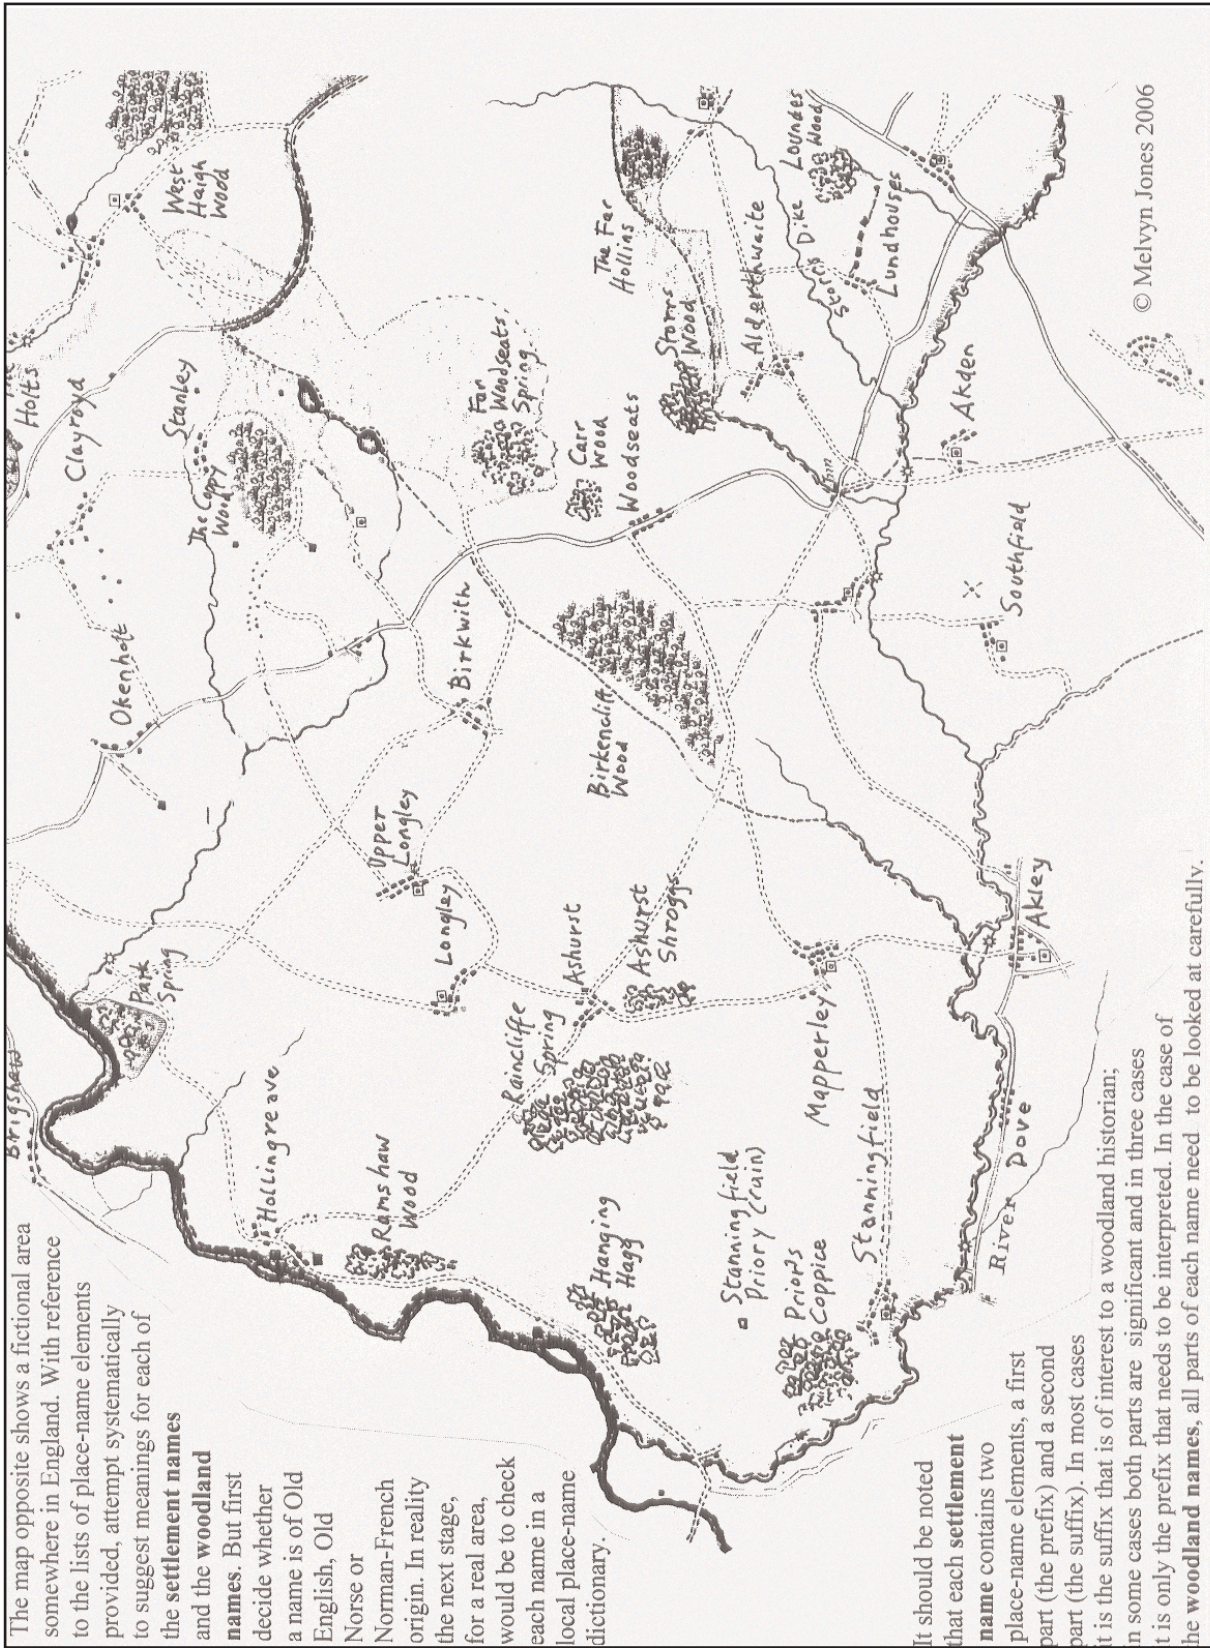 The map opposite shows a fictional area
somewhere in England. With reference
to the lists of place-name elements
provided, attempt systematically
to suggest meanings for each of
the settlement names
and the woodland
names. But first
decide whether
a name is of Old
English, Old
Norse or
Norman-French
origin. In reality
the next stage,
for a real area,
would be to check
each name in a
local place-name
dictionary.
It should be noted
that each settlement
name contains two
place-name elements, a first
part (the prefix) and a second
part (the suffix). In most cases
it is the suffix that is of interest to a woodland historian;
in some cases both parts are significant and in three cases
it is only the prefix that needs to be interpreted. In the case of
the woodland names, all parts of each name need to be looked at carefully.
Brigshaw
Park
Spring
Okenholt
Holts
Clayroyd
Stanley
The Coppy
Wood
West
Haigh
Wood
Hollingreave
Ramshaw
Wood
Longley
Upper
Longley
Birkwith
Far
Woodseats
Spring
Carr
Wood
Woodseats
Raincliffe
Spring
Ashurst
Ashurst
Shroggs
Birkencliff
Wood
The Far
Hollins
Storrs
Wood
Hanging
Hagg
Stanningfield
Priory (ruin)
Prior's
Coppice
Stanningfield
Mapperley
Alderthwaite
Storrs Dike
Loundes
Wood
Lundhouses
Akden
Southfield
Akley
River Dove
© Melvyn Jones 2006